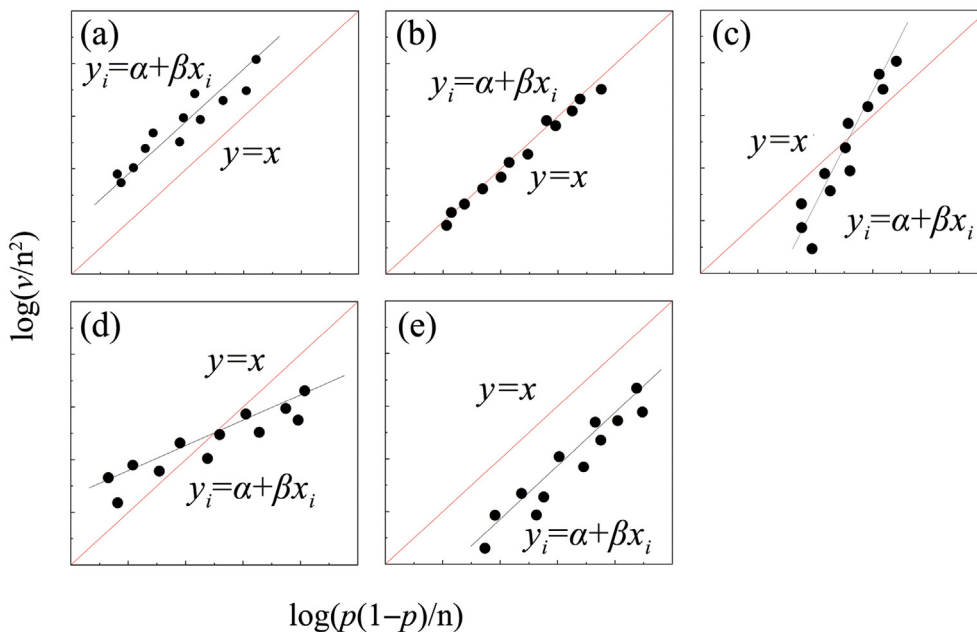 (a)
yᵢ=α+βxᵢ
y=x
(b)
yᵢ=α+βxᵢ
y=x
(c)
y=x
yᵢ=α+βxᵢ
log(v/n²)
(d)
y=x
yᵢ=α+βxᵢ
(e)
y=x
yᵢ=α+βxᵢ
log(p(1−p)/n)